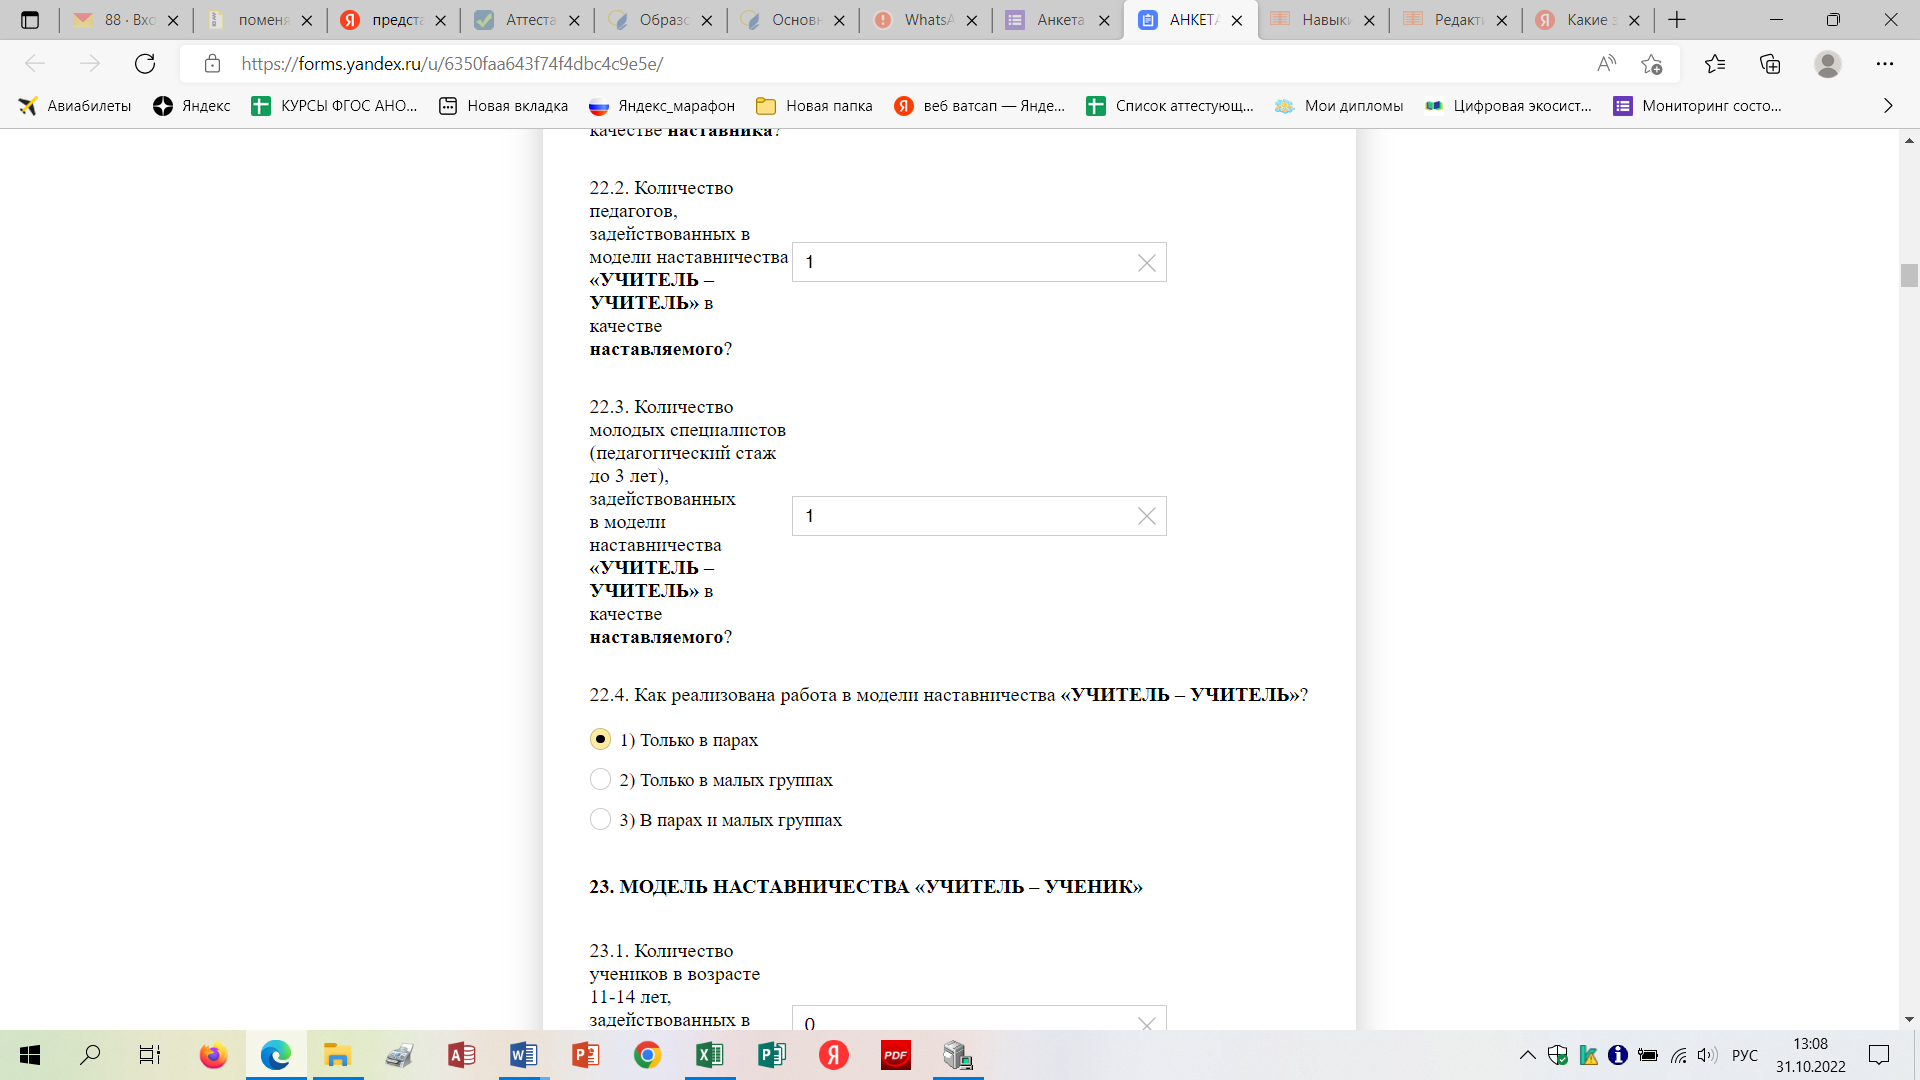 88 · Вхо
поменя
предста
Аттеста
Образо
Основн
WhatsA
Анкета
АНКЕТА
Навыки
Редакти
Какие з
https://forms.yandex.ru/u/6350faa643f74f4dbc4c9e5e/
Авиабилеты
Яндекс
КУРСЫ ФГОС АНО...
Новая вкладка
Яндекс_марафон
Новая папка
веб ватсап — Янде...
Список аттестующ...
Мои дипломы
Цифровая экосист...
Мониторинг состо...
качестве наставника?
22.2. Количество
педагогов,
задействованных в
модели наставничества
«УЧИТЕЛЬ –
УЧИТЕЛЬ» в
качестве
наставляемого?
1
22.3. Количество
молодых специалистов
(педагогический стаж
до 3 лет),
задействованных
в модели
наставничества
«УЧИТЕЛЬ –
УЧИТЕЛЬ» в
качестве
наставляемого?
1
22.4. Как реализована работа в модели наставничества «УЧИТЕЛЬ – УЧИТЕЛЬ»?
1) Только в парах
2) Только в малых группах
3) В парах и малых группах
23. МОДЕЛЬ НАСТАВНИЧЕСТВА «УЧИТЕЛЬ – УЧЕНИК»
23.1. Количество
учеников в возрасте
11-14 лет,
задействованных в
0
РУС
13:08
31.10.2022